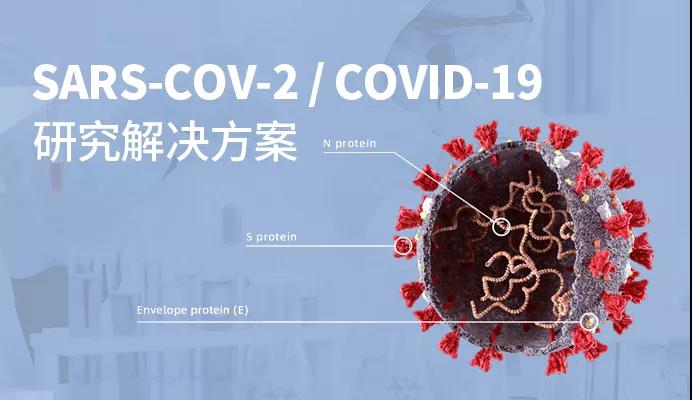 SARS-COV-2 / COVID-19
研究解决方案
N protein
S protein
Envelope protein (E)